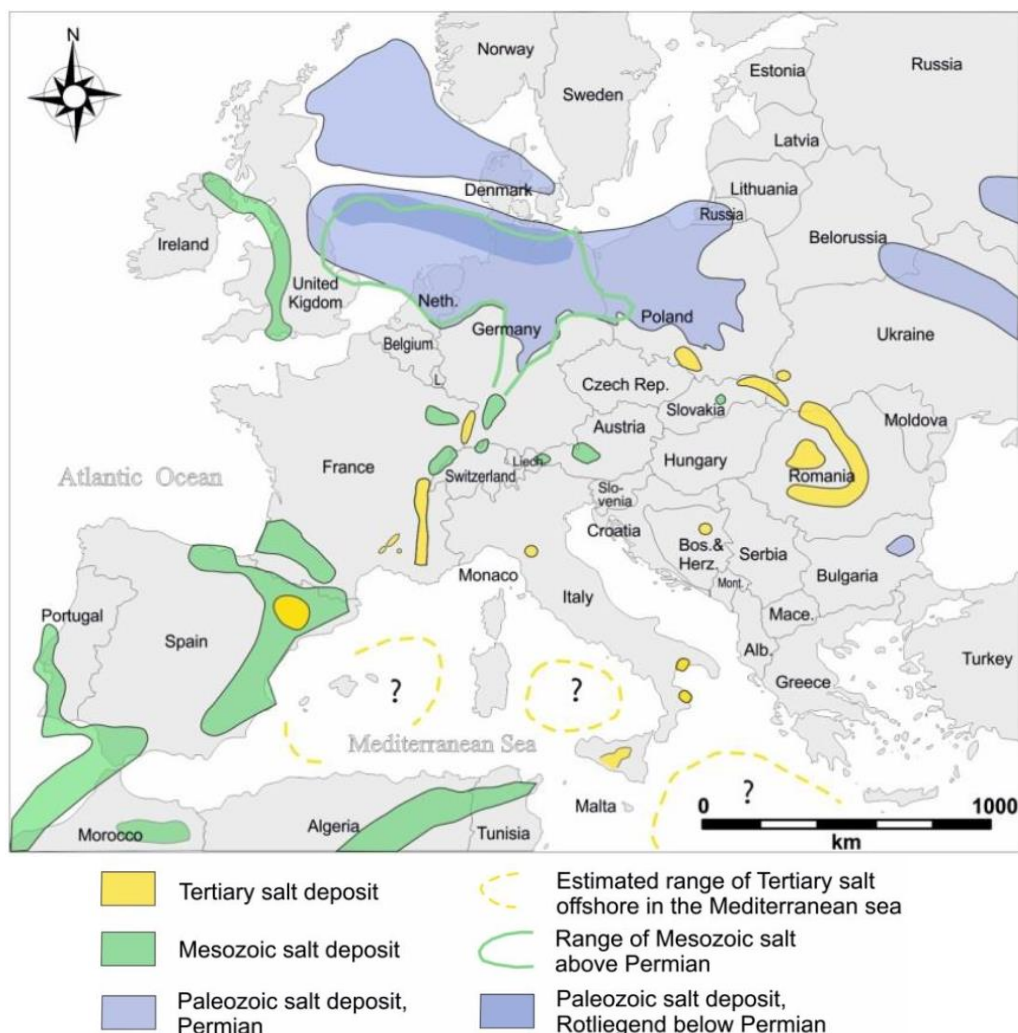 N
Norway
Sweden
Estonia
Russia
Latvia
Lithuania
Russia
Denmark
Belorussia
Ireland
United
Kigdom
Neth.
Germany
Poland
Belgium
L.
Ukraine
Czech Rep.
Slovakia
Moldova
Austria
Hungary
France
Switzerland
Liech.
Romania
Atlantic Ocean
Slo-
venia
Croatia
Bos.&
Herz.
Serbia
Monaco
Mont.
Bulgaria
Italy
Portugal
Spain
Mace.
Alb.
Turkey
Greece
?
?
Mediterranean Sea
?
Malta
0
1000
km
Morocco
Algeria
Tunisia
Tertiary salt deposit
Estimated range of Tertiary salt
offshore in the Mediterranean sea
Mesozoic salt deposit
Range of Mesozoic salt
above Permian
Paleozoic salt deposit,
Permian
Paleozoic salt deposit,
Rotliegend below Permian